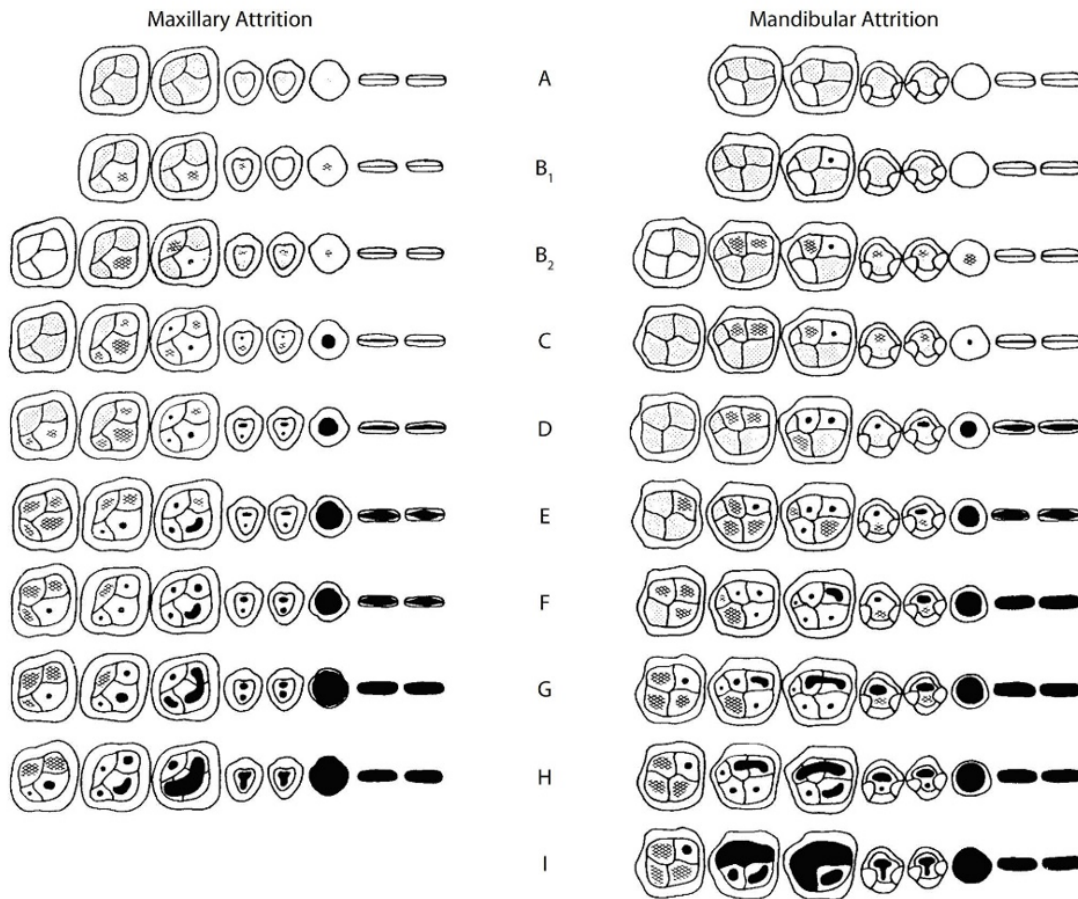 Maxillary Attrition Mandibular Attrition
A
B₁
B₂
C
D
E
F
G
H
I